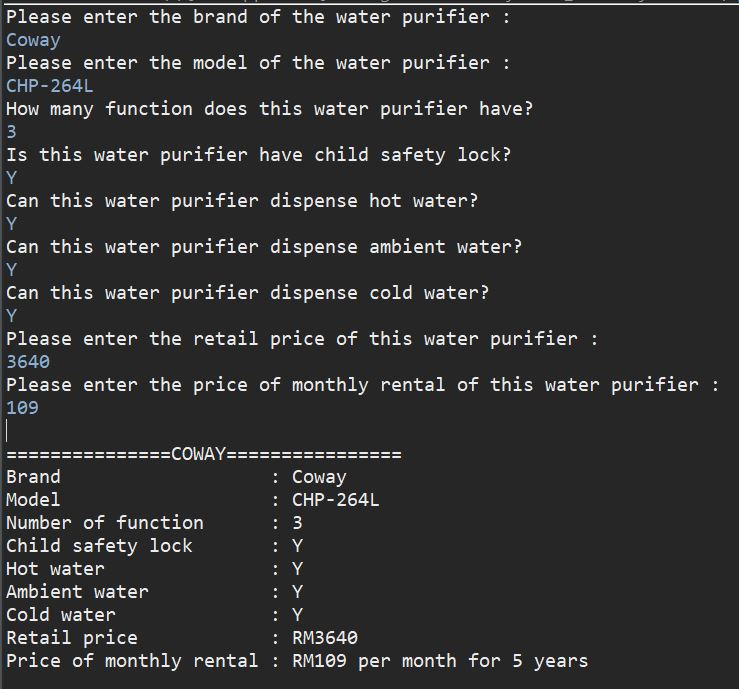 Please enter the brand of the water purifier :
Coway
Please enter the model of the water purifier :
CHP-264L
How many function does this water purifier have?
3
Is this water purifier have child safety lock?
Y
Can this water purifier dispense hot water?
Y
Can this water purifier dispense ambient water?
Y
Can this water purifier dispense cold water?
Y
Please enter the retail price of this water purifier :
3640
Please enter the price of monthly rental of this water purifier :
109
===============COWAY================
Brand : Coway
Model : CHP-264L
Number of function : 3
Child safety lock : Y
Hot water : Y
Ambient water : Y
Cold water : Y
Retail price : RM3640
Price of monthly rental : RM109 per month for 5 years